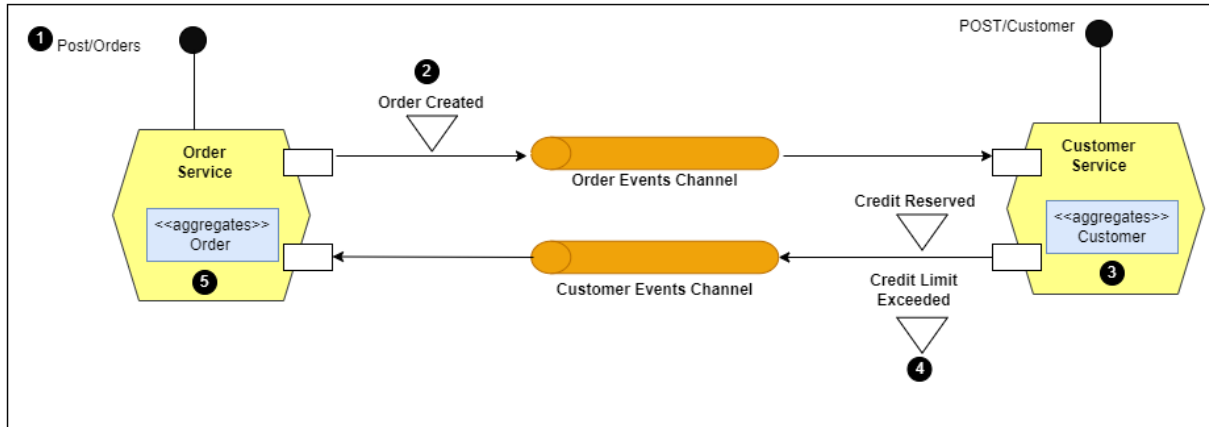 1 Post/Orders
POST/Customer
2
Order Created
Order
Service
Customer
Service
Order Events Channel
<<aggregates>>
Order
5
Credit Reserved
<<aggregates>>
Customer
3
Customer Events Channel
Credit Limit
Exceeded
4